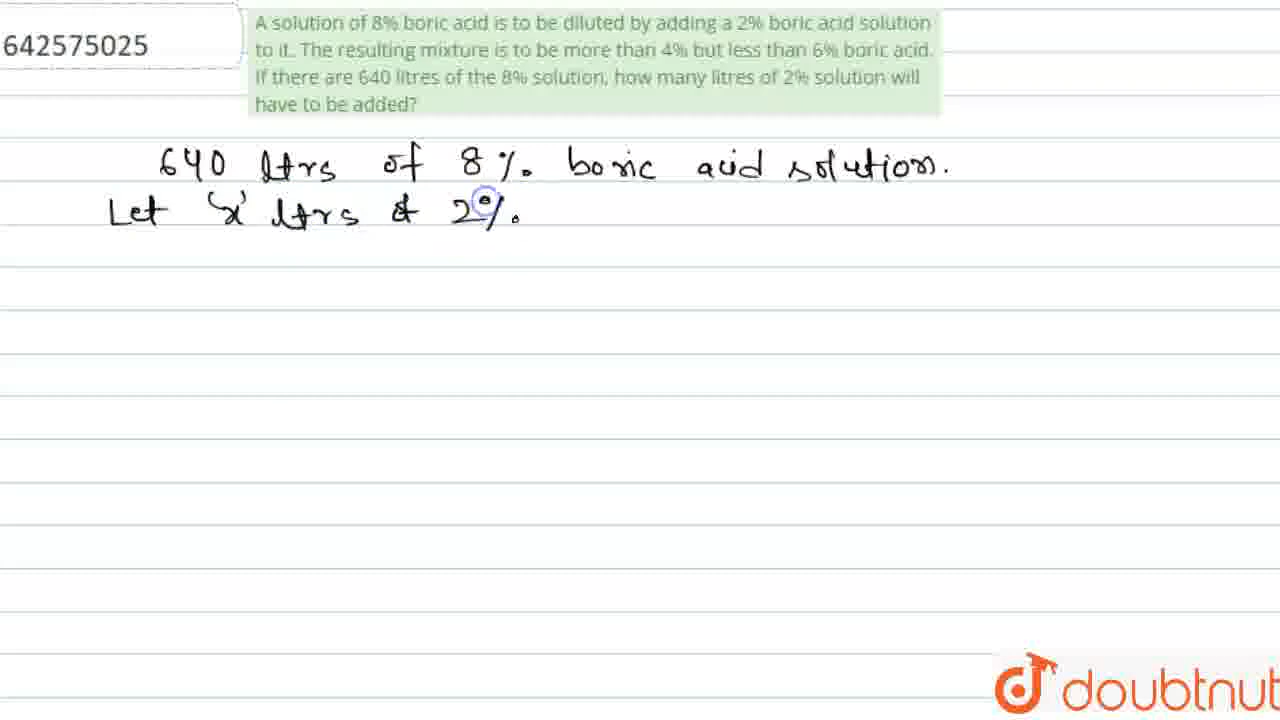 642575025
A solution of 8% boric acid is to be diluted by adding a 2% boric acid solution
to it. The resulting mixture is to be more than 4% but less than 6% boric acid.
If there are 640 litres of the 8% solution, how many litres of 2% solution will
have to be added?
640 ltrs of 8%. boric acid solution.
Let 'x' ltrs of 2%.
doubtnut